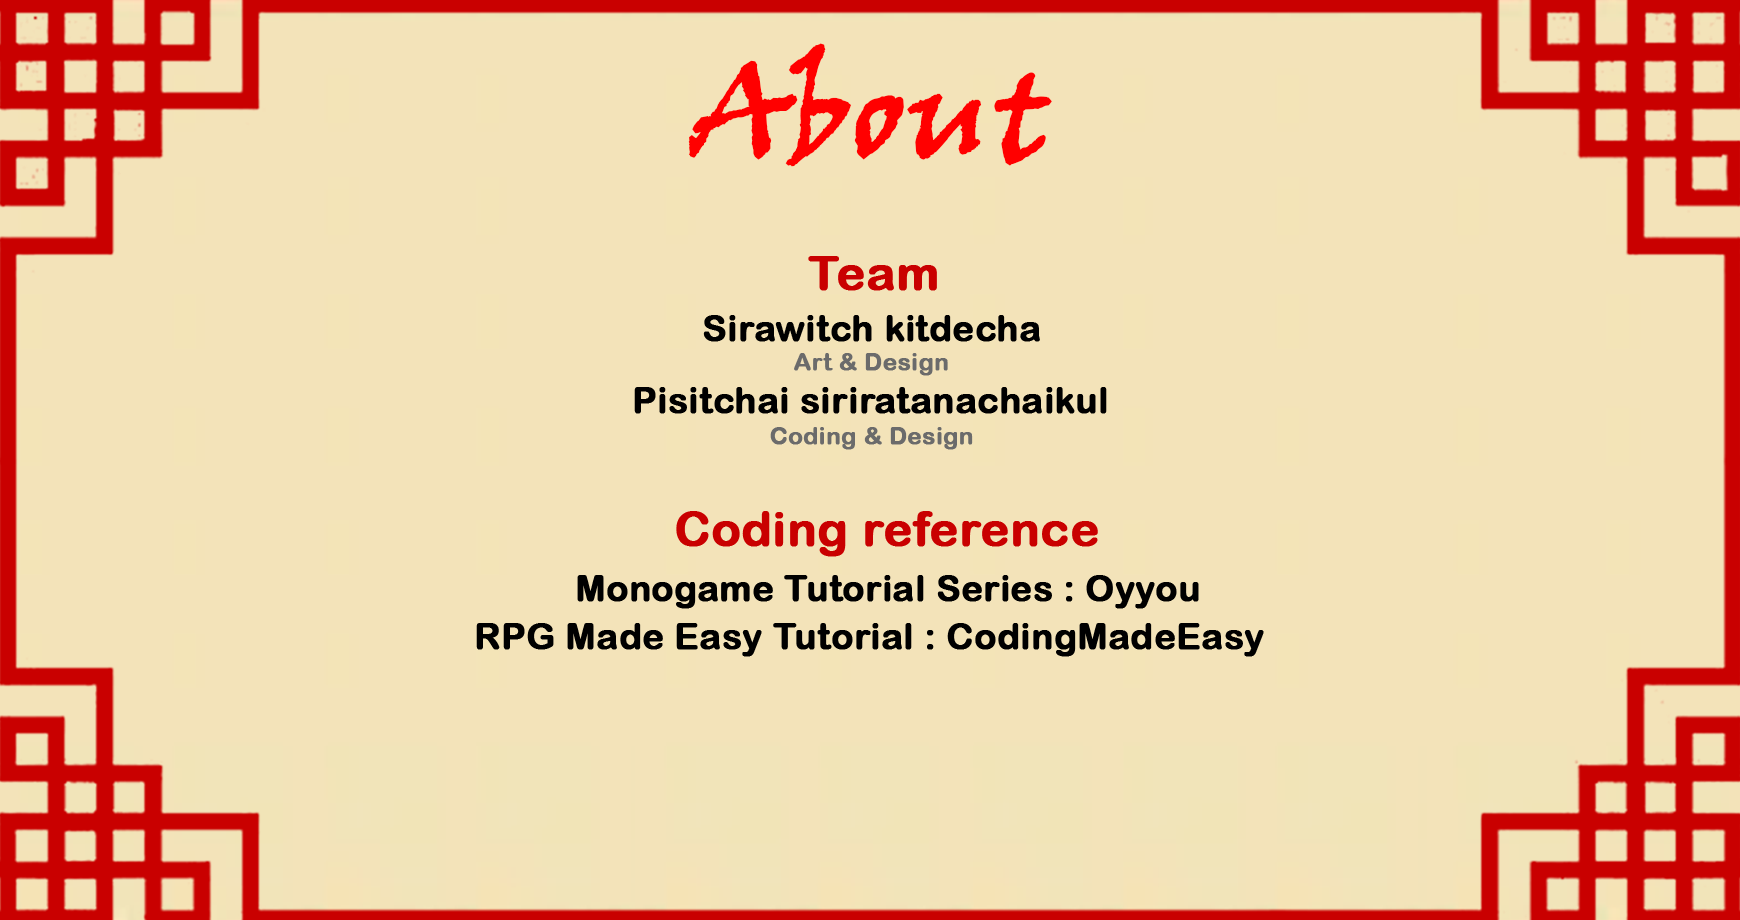 About
Team
Sirawitch kitdecha
Art & Design
Pisitchai siriratanachaikul
Coding & Design
Coding reference
Monogame Tutorial Series : Oyyou
RPG Made Easy Tutorial : CodingMadeEasy